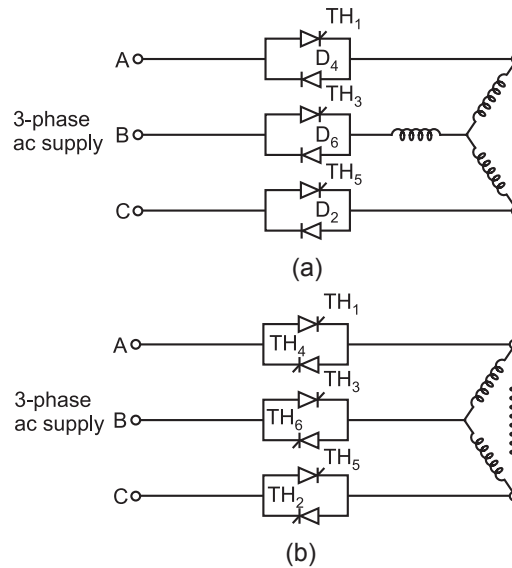 TH1
A
D4
TH3
3-phase
ac supply
B
D6
TH5
C
D2
(a)
TH1
A
TH4
TH3
3-phase
ac supply
B
TH6
TH5
C
TH2
(b)